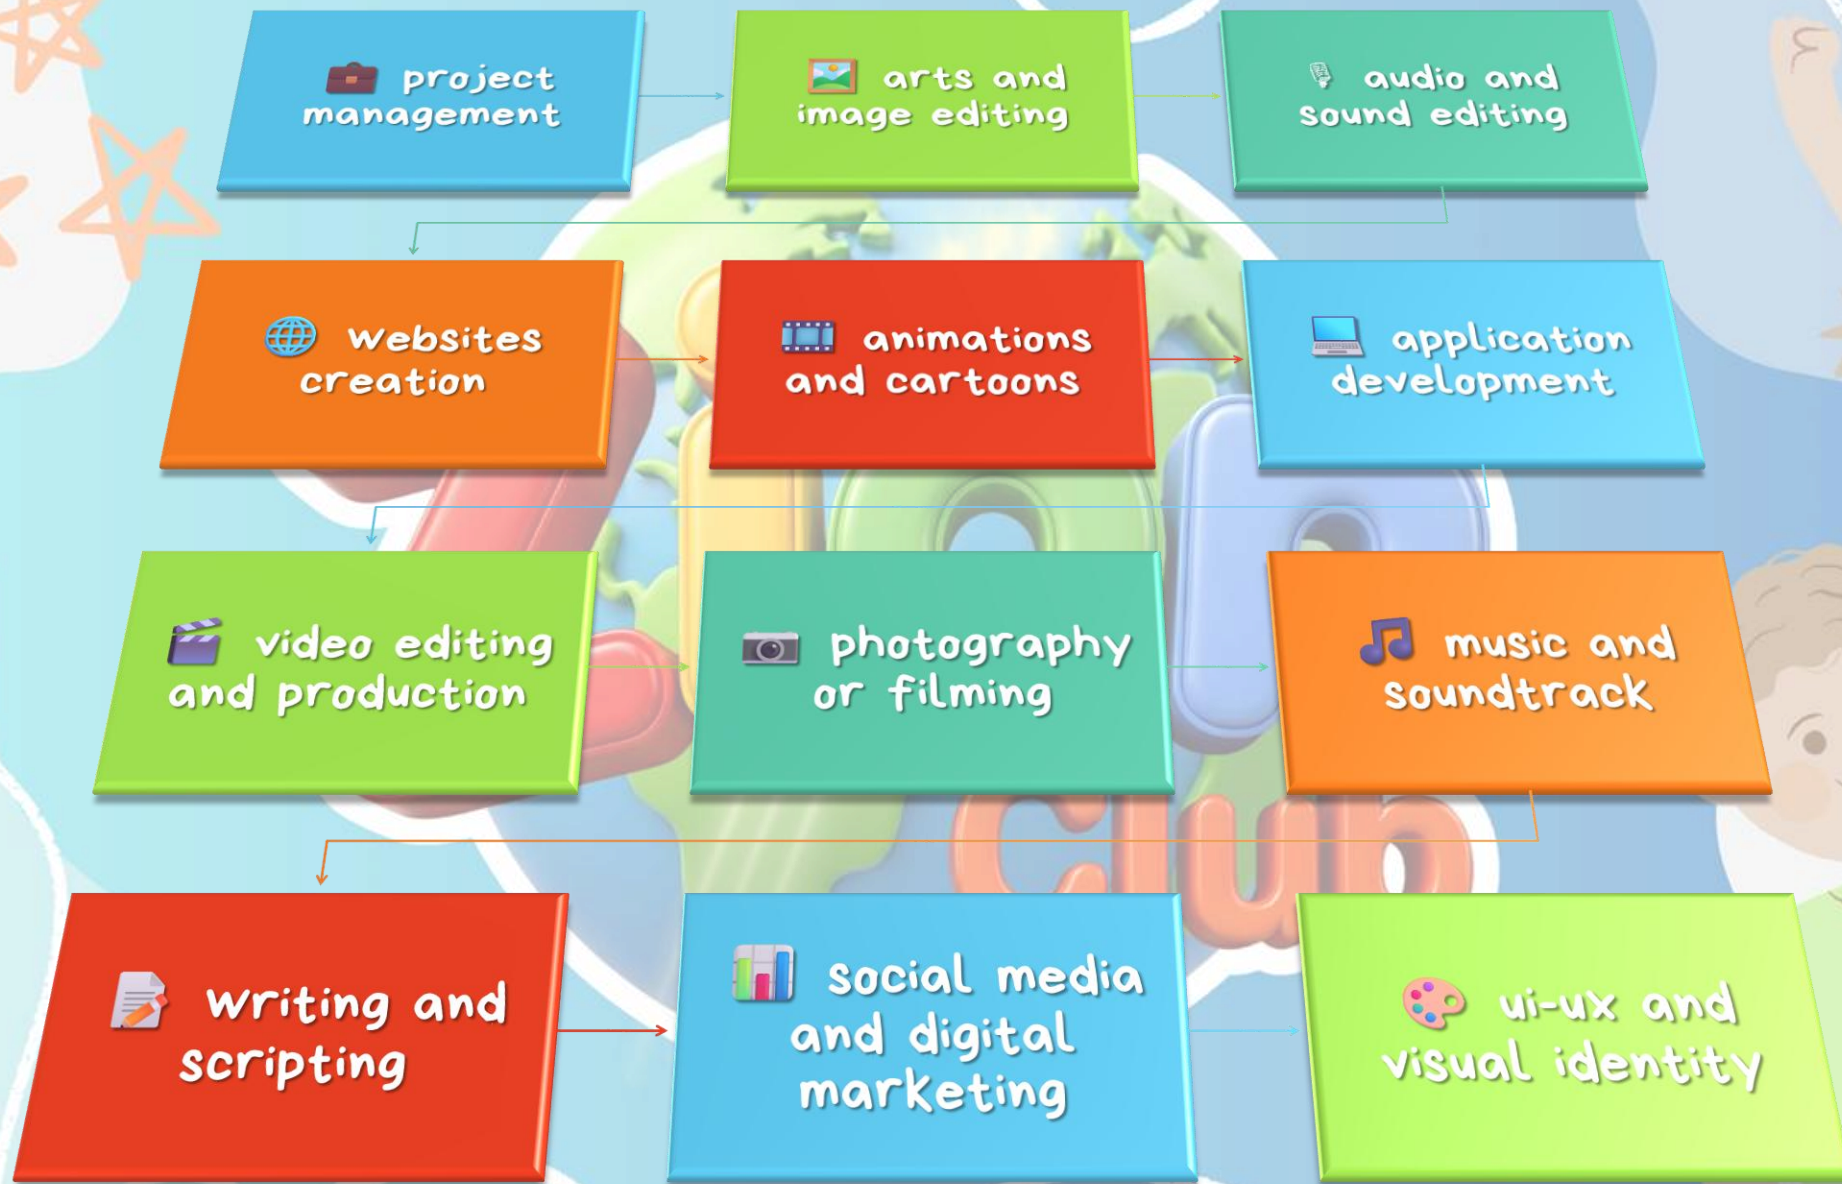 project
management
arts and
image editing
audio and
sound editing
websites
creation
animations
and cartoons
application
development
video editing
and production
photography
or filming
music and
soundtrack
writing and
scripting
social media
and digital
marketing
ui-ux and
visual identity
club